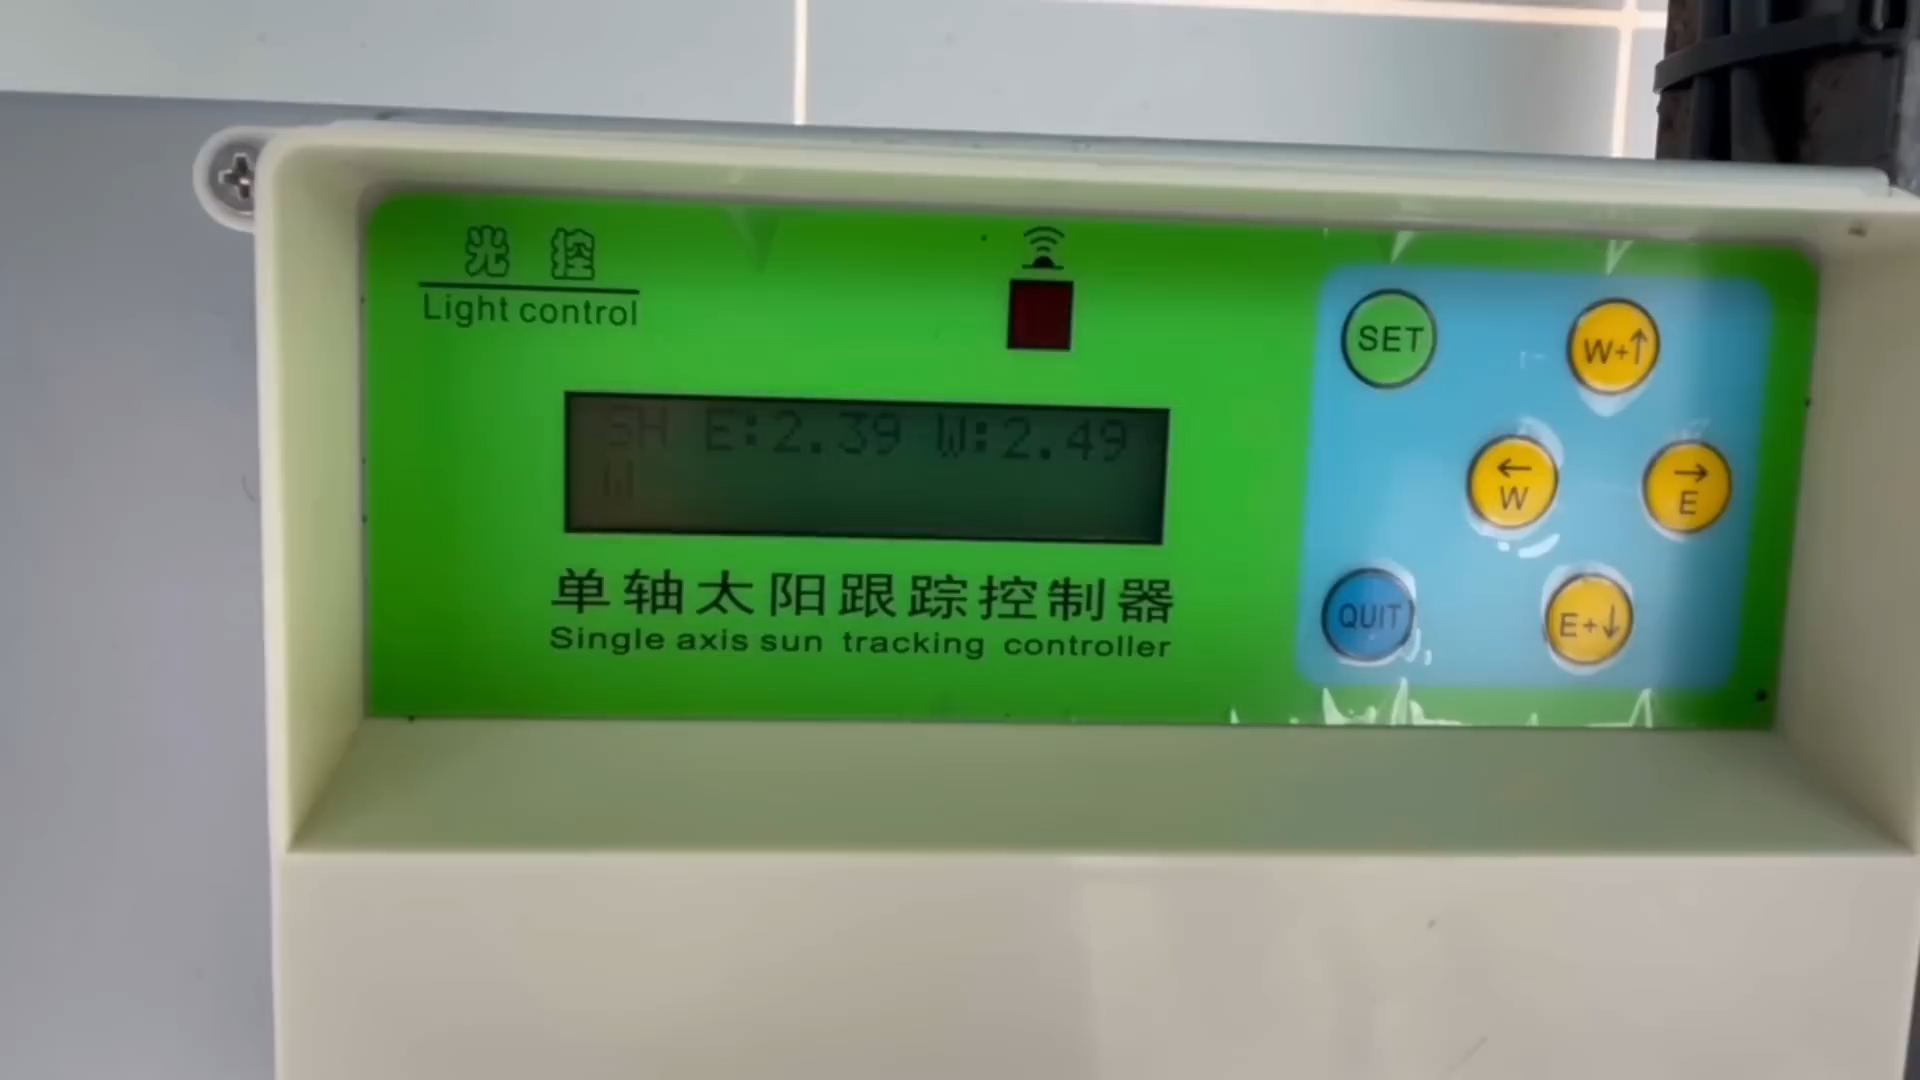 光 控
Light control
SH E:2.39 W:2.49
W
单轴太阳跟踪控制器
Single axis sun tracking controller
SET
W+↑
←
W
→
E
QUIT
E+↓